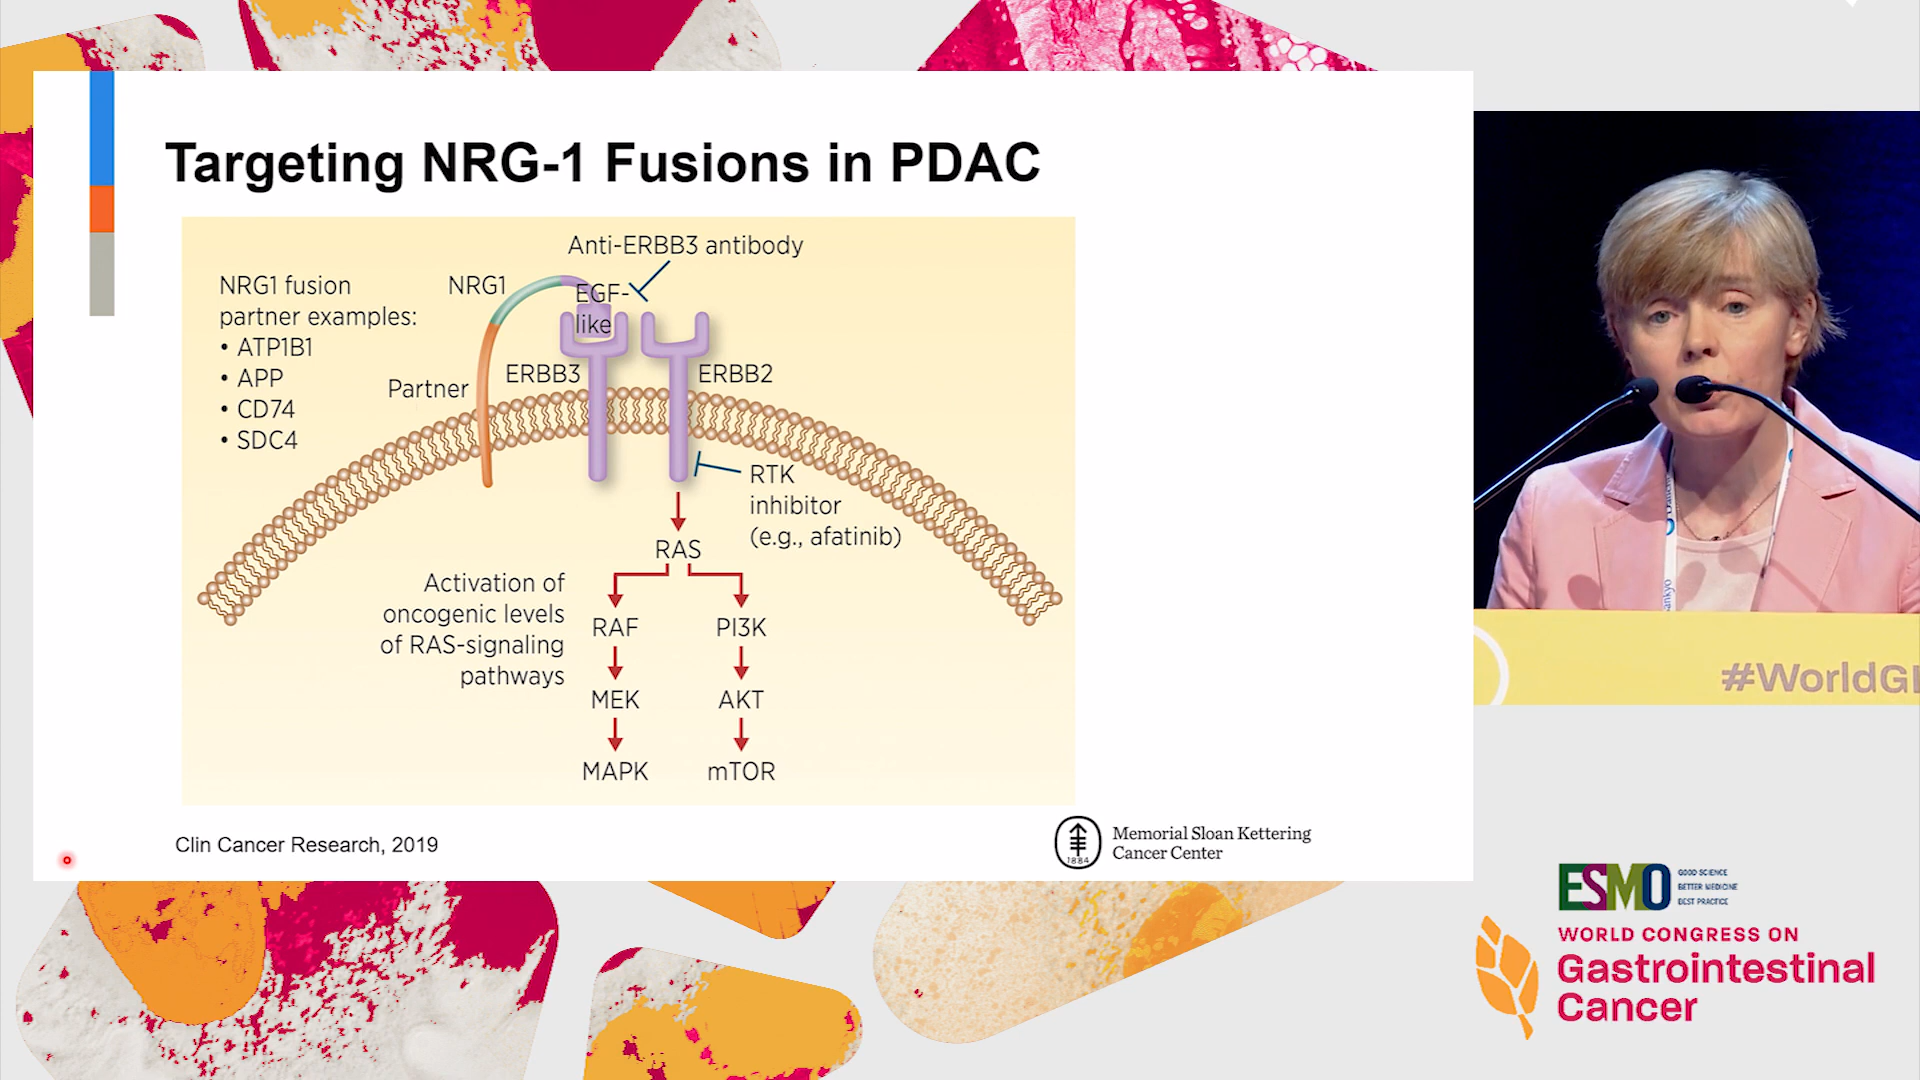 Targeting NRG-1 Fusions in PDAC
Anti-ERBB3 antibody
NRG1 fusion
partner examples:
• ATP1B1
• APP
• CD74
• SDC4
NRG1
EGF-
like
Partner
ERBB3
ERBB2
RTK
inhibitor
(e.g., afatinib)
RAS
Activation of
oncogenic levels
of RAS-signaling
pathways
RAF
PI3K
MEK
AKT
MAPK
mTOR
Clin Cancer Research, 2019
1884
Memorial Sloan Kettering
Cancer Center
#WorldGI
ESMO
GOOD SCIENCE
BETTER MEDICINE
BEST PRACTICE
WORLD CONGRESS ON
Gastrointestinal
Cancer